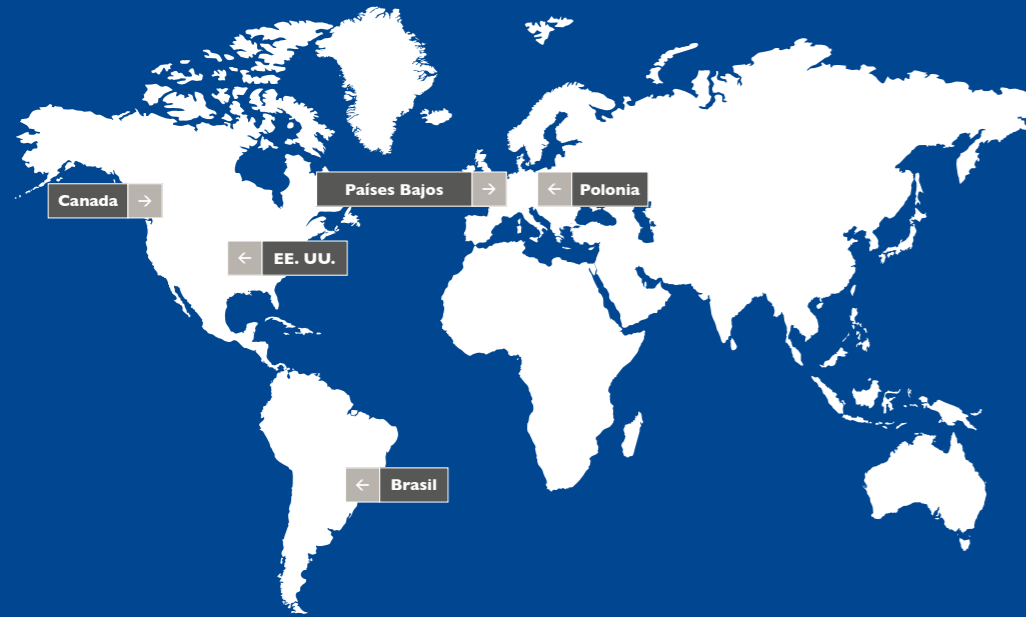 Países Bajos →
← Polonia
Canada →
← EE. UU.
← Brasil